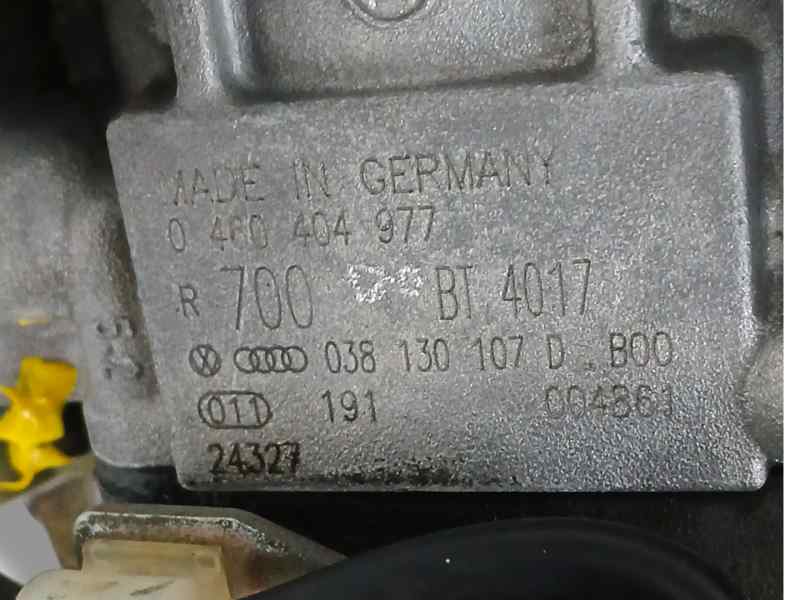 MADE IN GERMANY
0 460 404 977
R 700 BT 4017
038 130 107 D B00
011 191 004861
24327